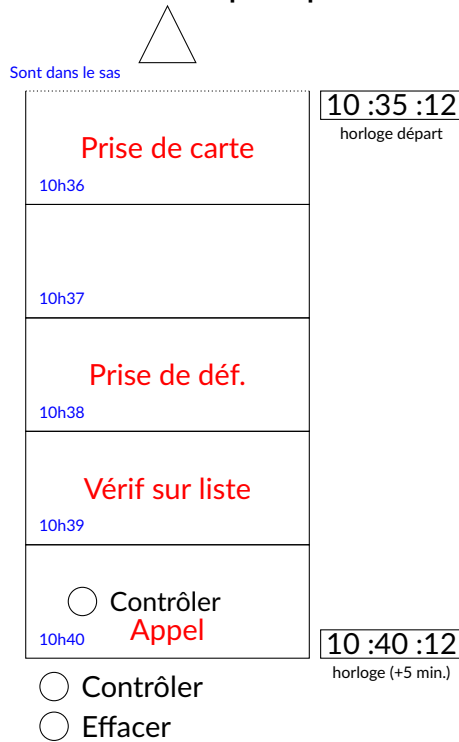 Sont dans le sas
10 :35 :12
horloge départ
Prise de carte
10h36
10h37
Prise de déf.
10h38
Vérif sur liste
10h39
Contrôler
Appel
10h40
10 :40 :12
horloge (+5 min.)
Contrôler
Effacer